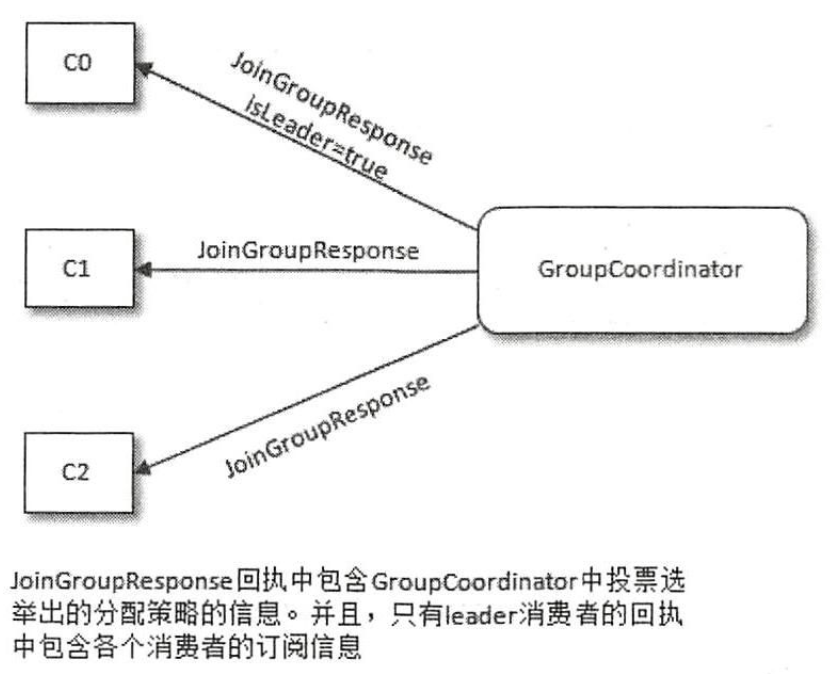 C0
JoinGroupResponse
isLeader=true
C1
JoinGroupResponse
GroupCoordinator
C2
JoinGroupResponse
JoinGroupResponse回执中包含GroupCoordinator中投票选
举出的分配策略的信息。并且，只有leader消费者的回执
中包含各个消费者的订阅信息